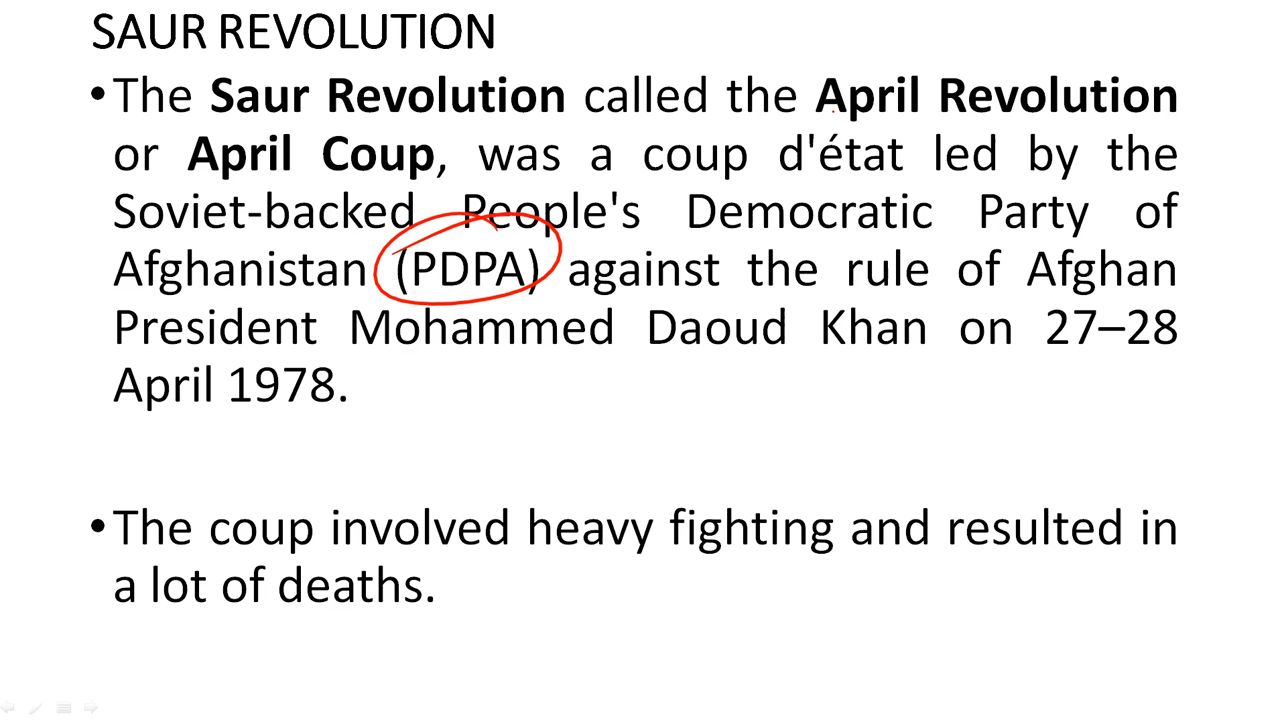 SAUR REVOLUTION
•The Saur Revolution called the April Revolution
or April Coup, was a coup d'état led by the
Soviet-backed People's Democratic Party of
Afghanistan (PDPA) against the rule of Afghan
President Mohammed Daoud Khan on 27–28
April 1978.
•The coup involved heavy fighting and resulted in
a lot of deaths.